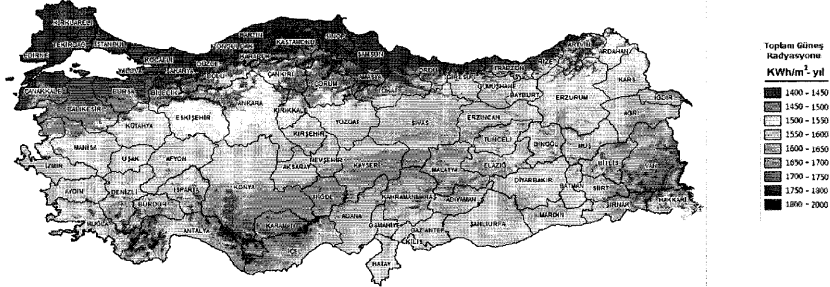 KIRKLARELİ
TEKİRDAĞ İSTANBUL
EDİRNE
KOCAELİ
YALOVA SAKARYA
DÜZCE
BOLU
BARTIN
ZONGULDAK
KASTAMONU
SİNOP
SAMSUN
ÇANKIRI
ÇORUM
AMASYA
TOKAT
ORDU
GİRESUN
TRABZON
RİZE
ARTVİN
ARDAHAN
KARS
GÜMÜŞHANE
BAYBURT
ERZURUM
IĞDIR
AĞRI
ÇANAKKALE
BURSA
BİLECİK
BALIKESİR
KÜTAHYA
ESKİŞEHİR
ANKARA
KIRIKKALE
KIRŞEHİR
YOZGAT
SİVAS
ERZİNCAN
TUNCELİ
BİNGÖL
MUŞ
BİTLİS
VAN
MANİSA
İZMİR
UŞAK
AFYON
AKSARAY
NEVŞEHİR
KAYSERİ
MALATYA
ELAZIĞ
DİYARBAKIR
BATMAN
SİİRT
ŞIRNAK
HAKKARİ
AYDIN
DENİZLİ
ISPARTA
BURDUR
KONYA
NİĞDE
KAHRAMANMARAŞ
ADIYAMAN
MARDİN
ŞANLIURFA
MUĞLA
ANTALYA
KARAMAN
İÇEL
ADANA
OSMANİYE
GAZİANTEP
KİLİS
HATAY
Toplam Güneş
Radyasyonu
KWh/m²- yıl
1400 - 1450
1450 - 1500
1500 - 1550
1550 - 1600
1600 - 1650
1650 - 1700
1700 - 1750
1750 - 1800
1800 - 2000